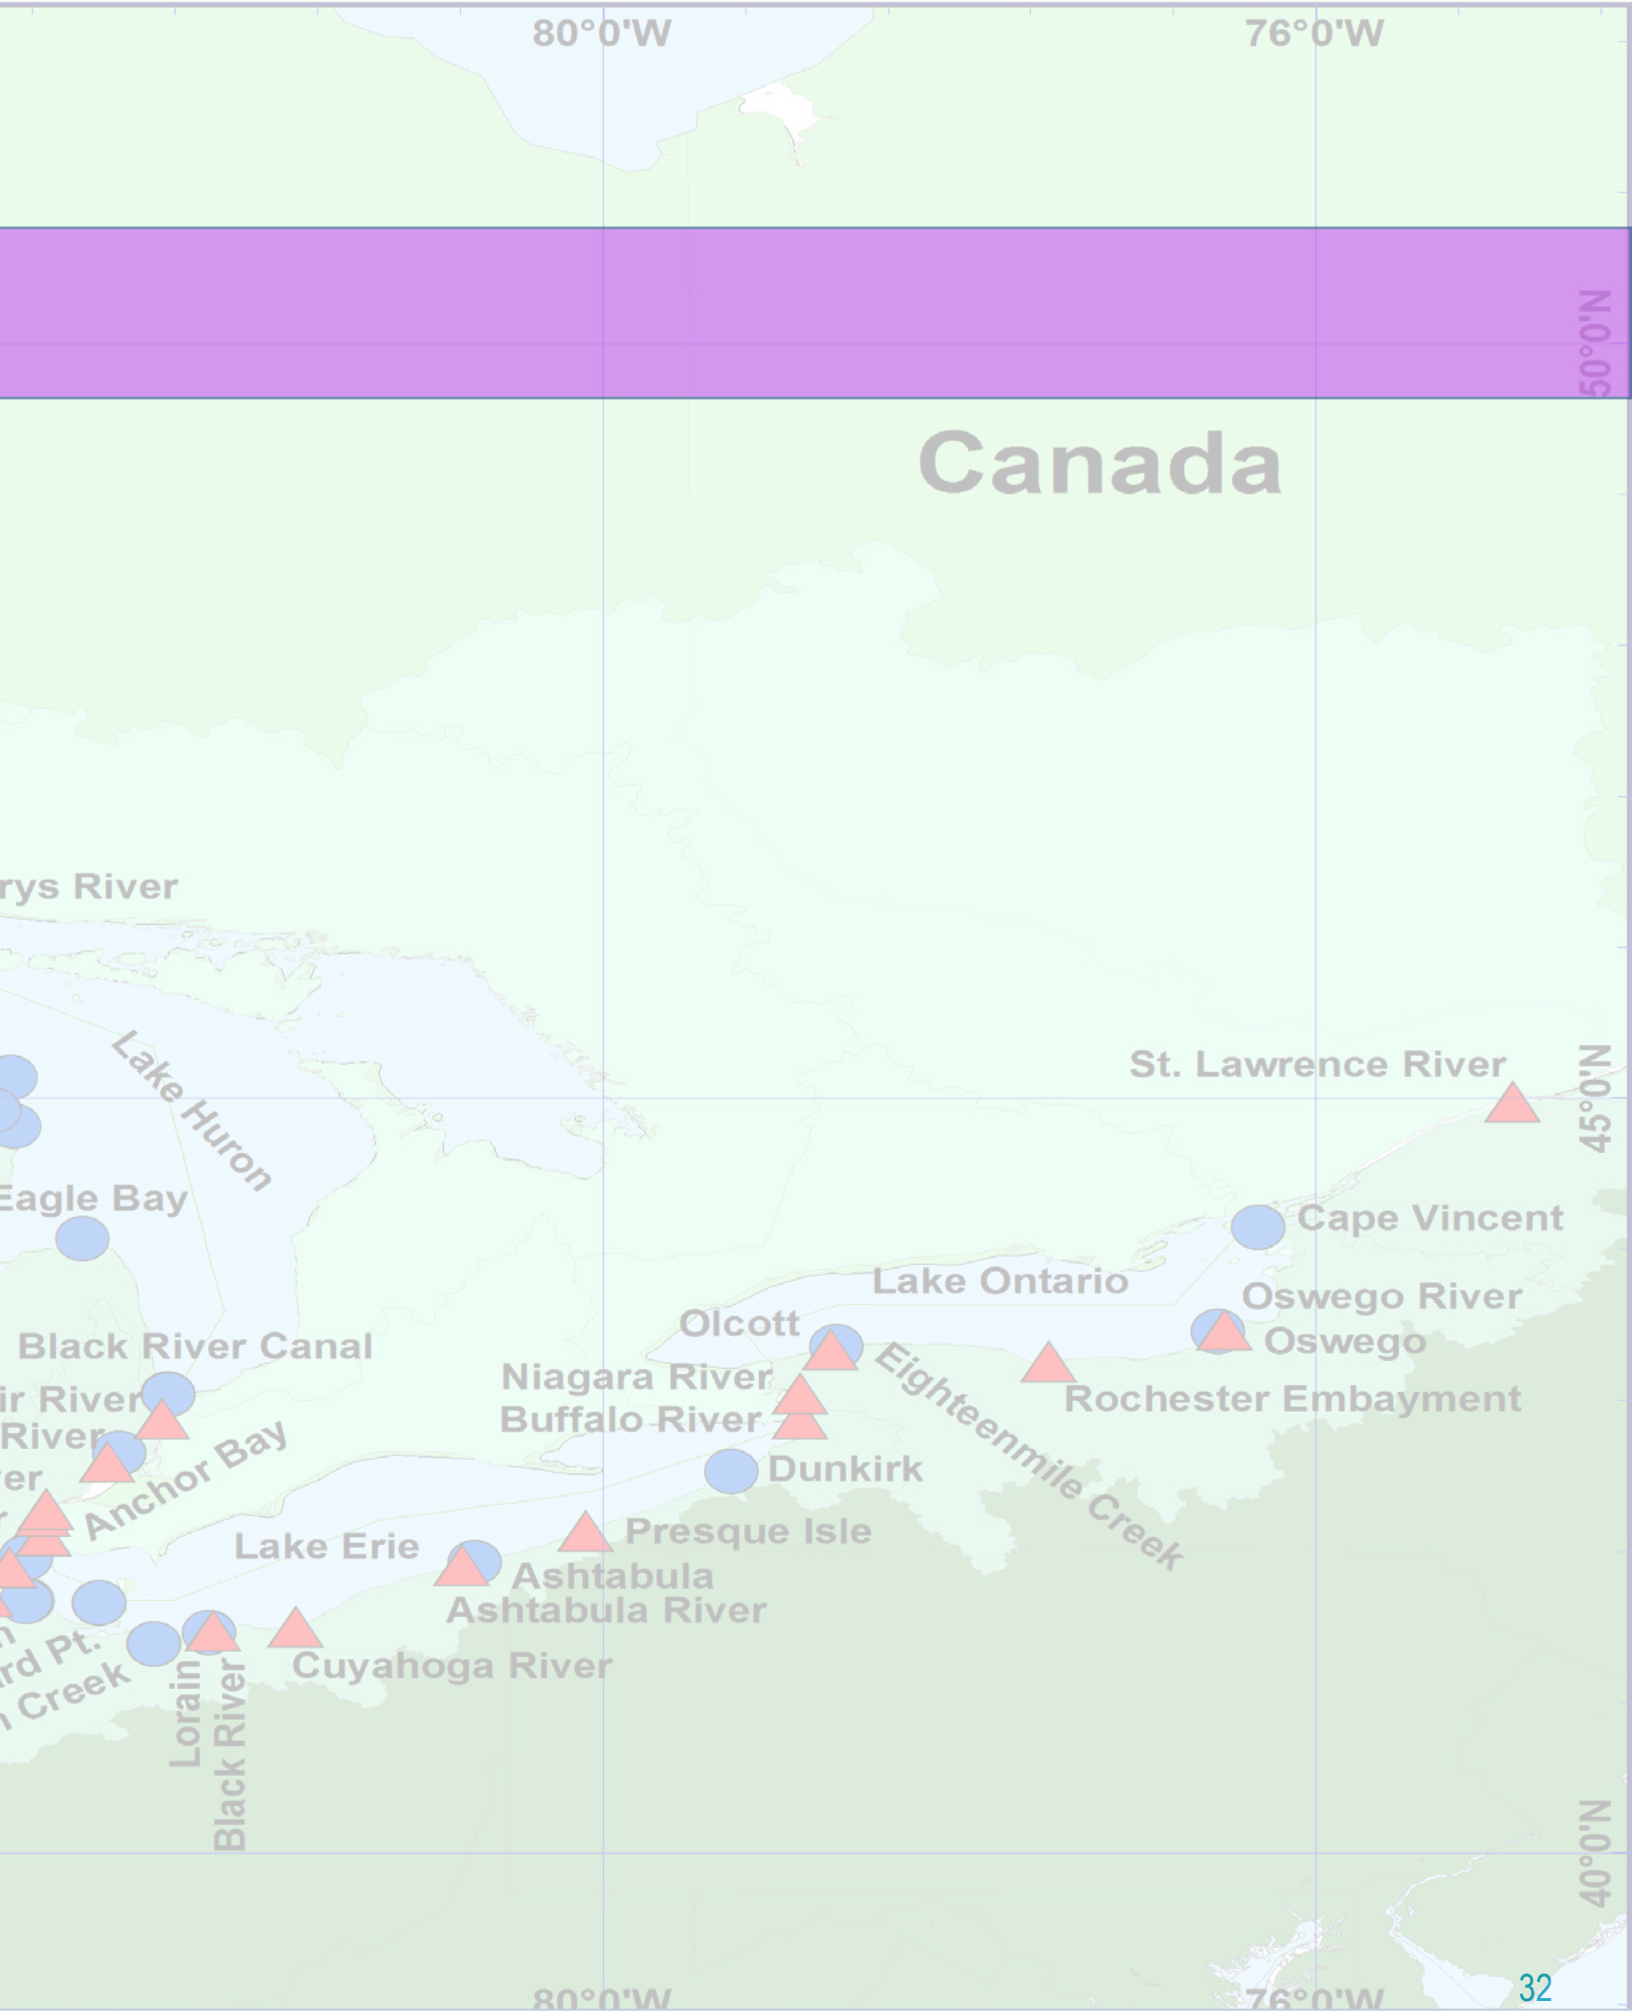 80°0'W
76°0'W
50°0'N
Canada
rys River
Lake Huron
St. Lawrence River
45°0'N
Eagle Bay
Cape Vincent
Lake Ontario
Oswego River
Olcott
Oswego
Black River Canal
Niagara River
Eighteenmile Creek
Rochester Embayment
ir River
Buffalo River
River
Anchor Bay
Dunkirk
ver
Presque Isle
Lake Erie
Ashtabula
Ashtabula River
rd Pt.
Cuyahoga River
Creek
Lorain
Black River
40°0'N
80°0'W
76°0'W
32